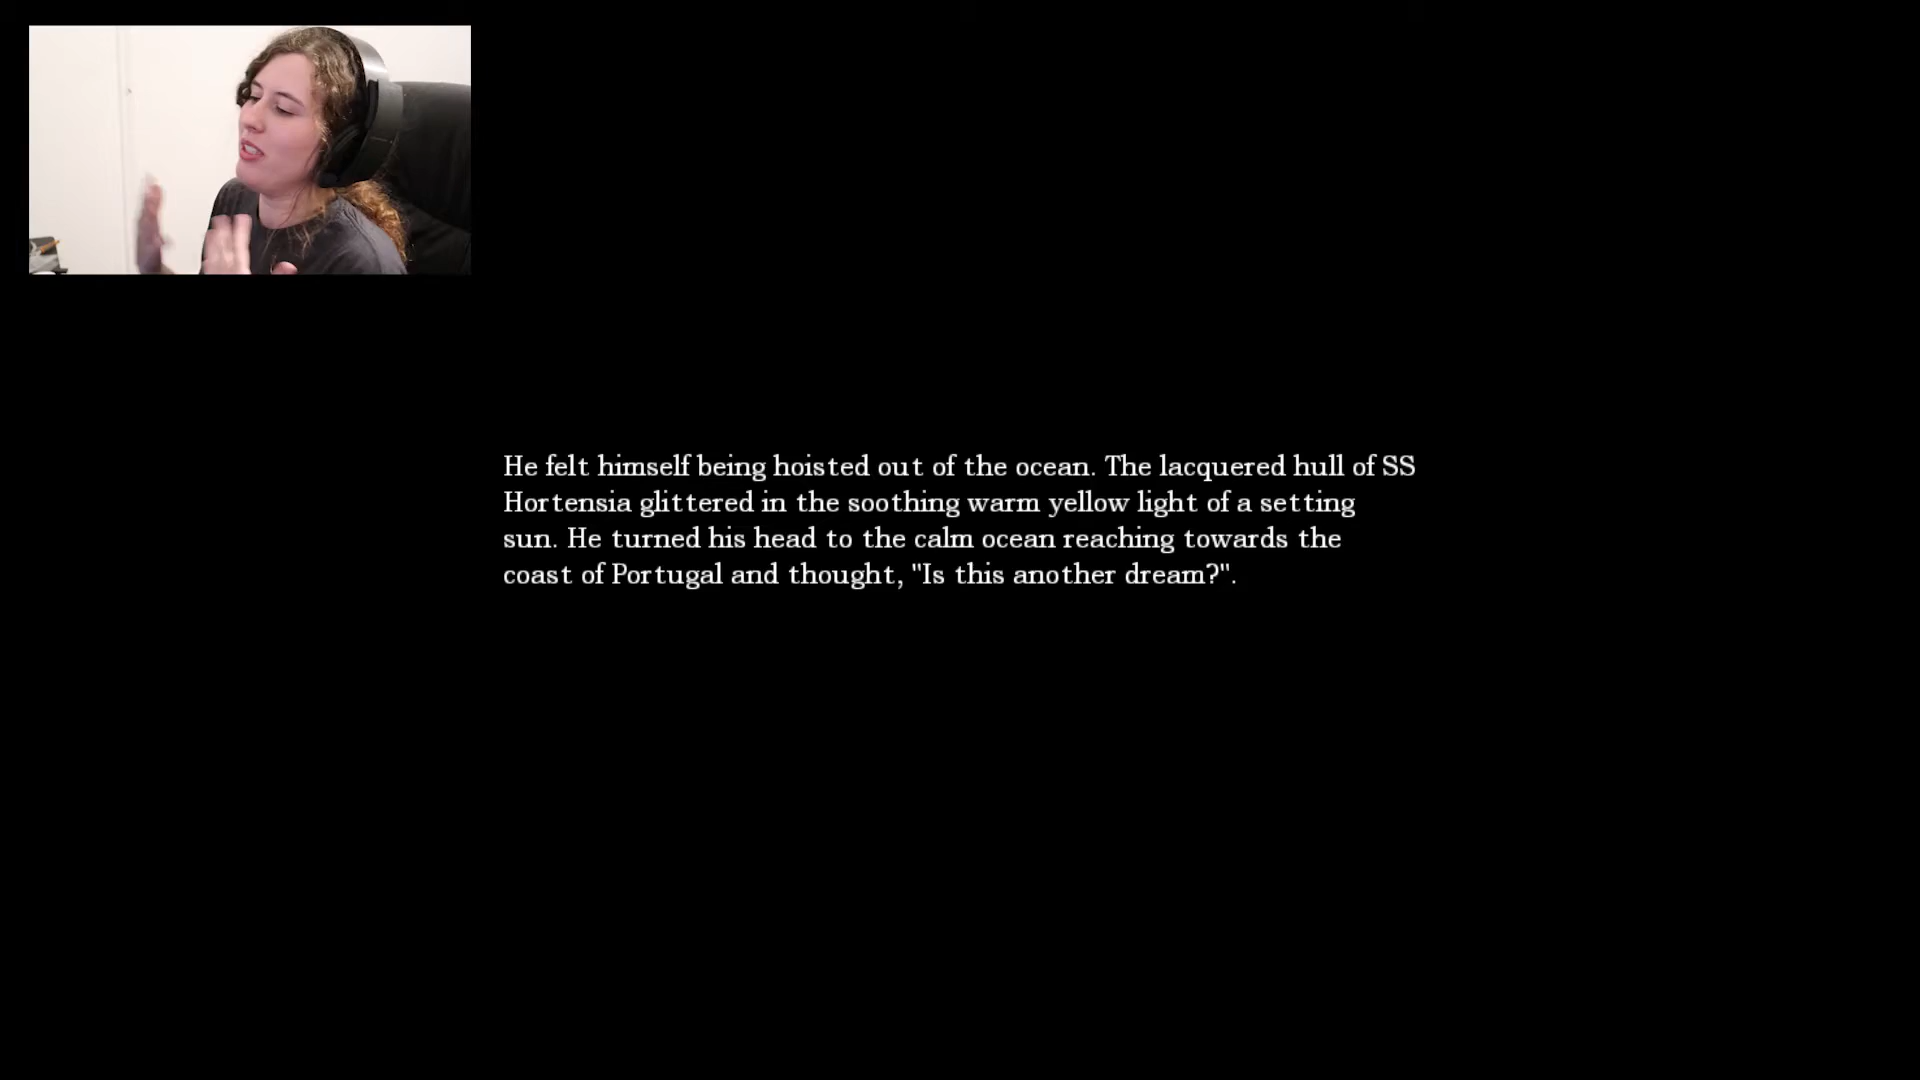 He felt himself being hoisted out of the ocean. The lacquered hull of SS
Hortensia glittered in the soothing warm yellow light of a setting
sun. He turned his head to the calm ocean reaching towards the
coast of Portugal and thought, "Is this another dream?".